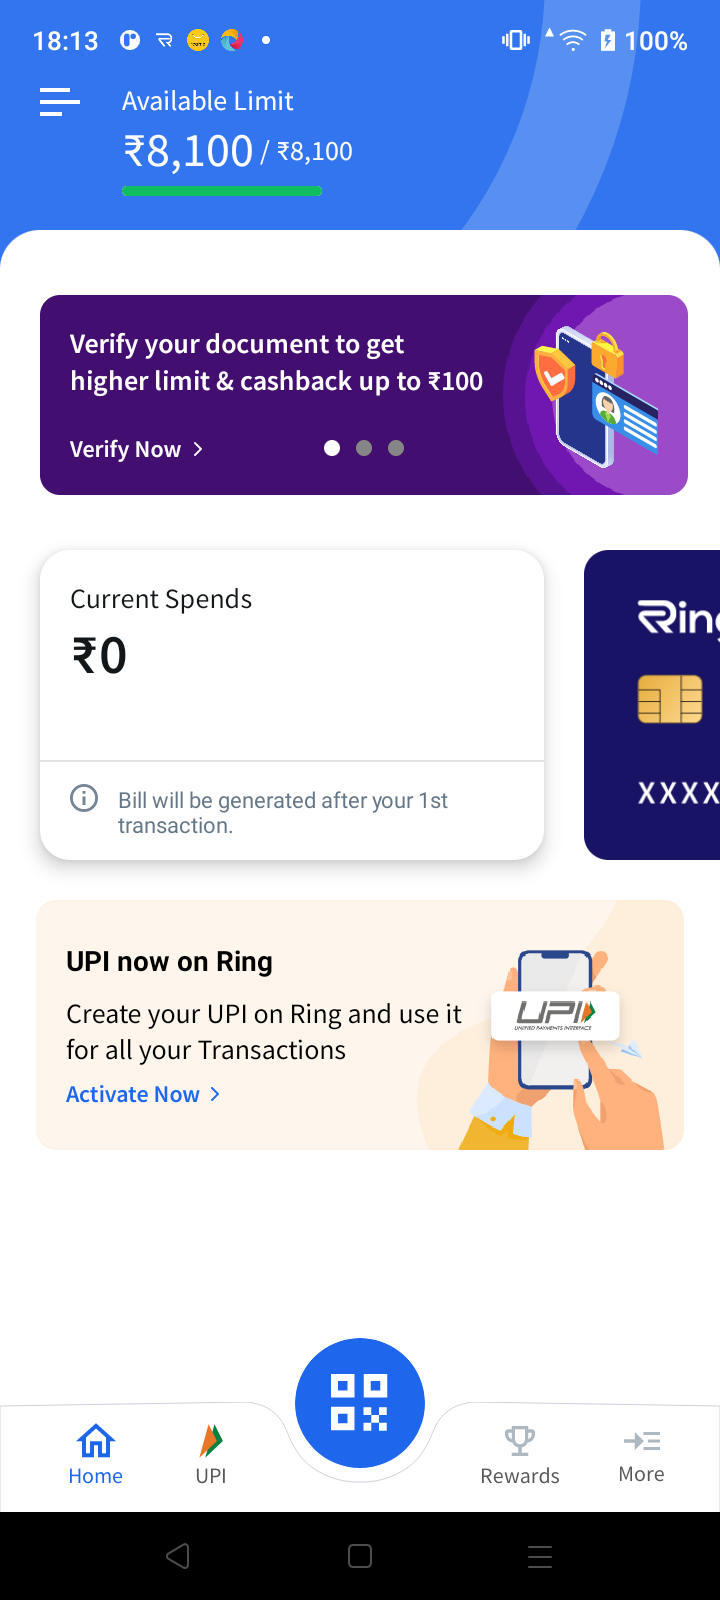 18:13
100%
Available Limit
₹8,100 / ₹8,100
Verify your document to get
higher limit & cashback up to ₹100
Verify Now
Current Spends
₹0
Bill will be generated after your 1st
transaction.
Ring
XXXX
UPI now on Ring
Create your UPI on Ring and use it
for all your Transactions
Activate Now
UPI
UNIFIED PAYMENTS INTERFACE
Home
UPI
Rewards
More